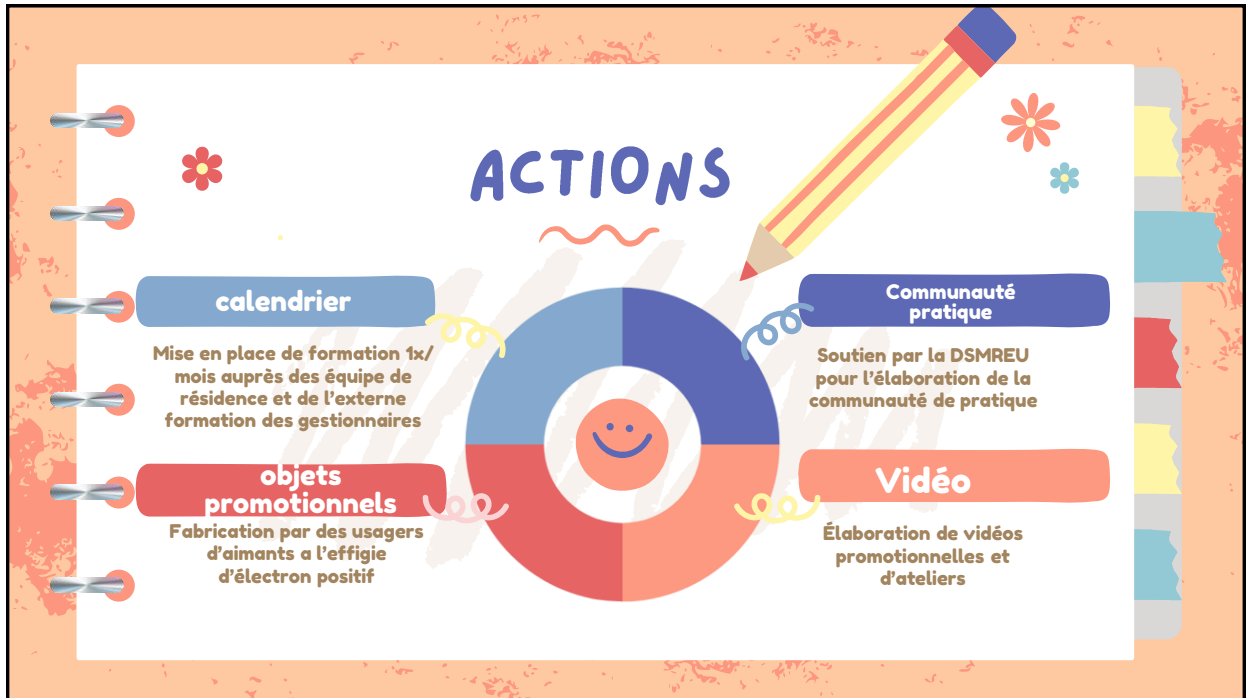 ACTIONS
calendrier
Mise en place de formation 1x/
mois auprès des équipe de
résidence et de l'externe
formation des gestionnaires
objets
promotionnels
Fabrication par des usagers
d'aimants a l'effigie
d'électron positif
Communauté
pratique
Soutien par la DSMREU
pour l'élaboration de la
communauté de pratique
Vidéo
Élaboration de vidéos
promotionnelles et
d'ateliers